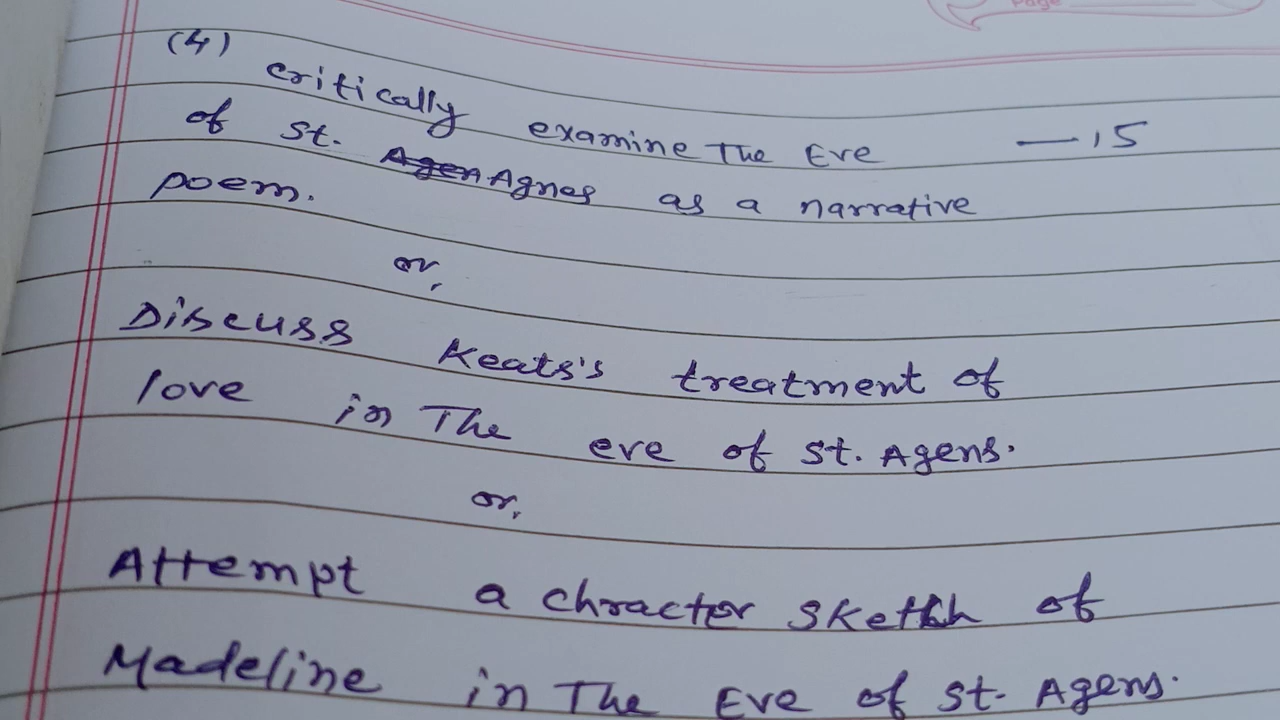 Page
(4) critically examine The Eve — 15
of St. Agnes as a narrative
poem.
or,
Discuss Keats's treatment of
love in The eve of St. Agens.
or,
Attempt a chracter sketch of
Madeline in The Eve of St. Agens.